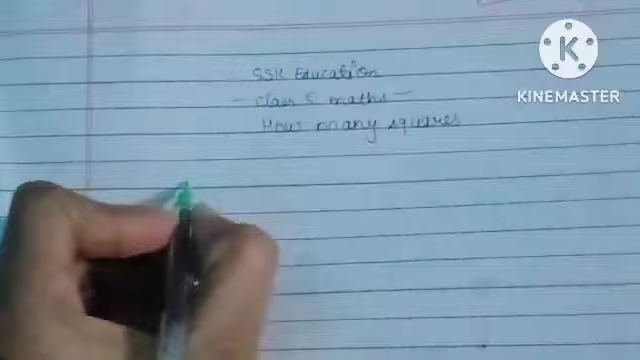 SSK Education
- class 5 maths -
How many squares
KINEMASTER